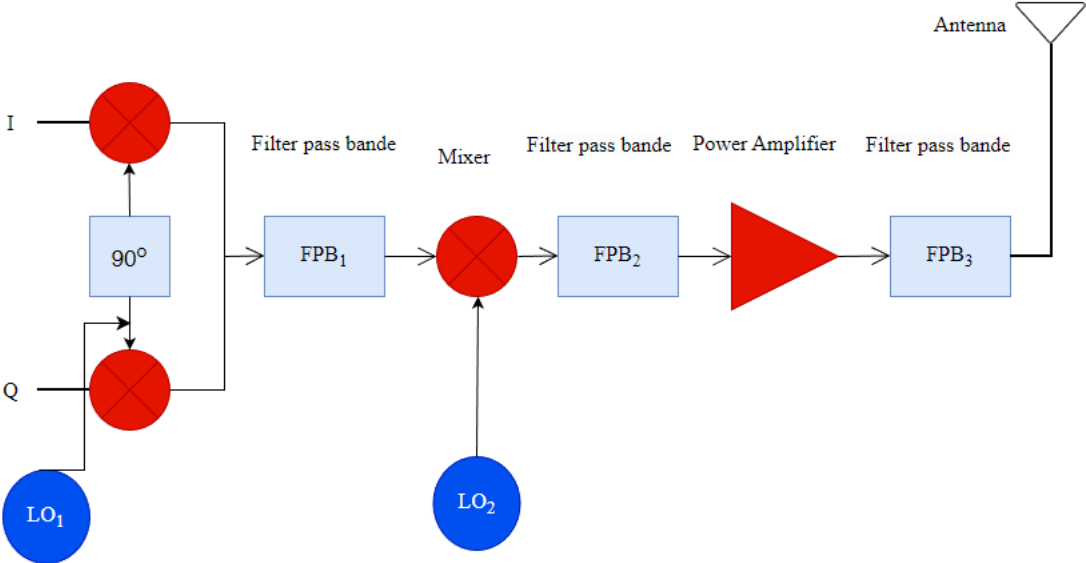 Antenna
I
Filter pass bande
Mixer
Filter pass bande
Power Amplifier
Filter pass bande
90°
FPB₁
FPB₂
FPB₃
Q
LO₁
LO₂